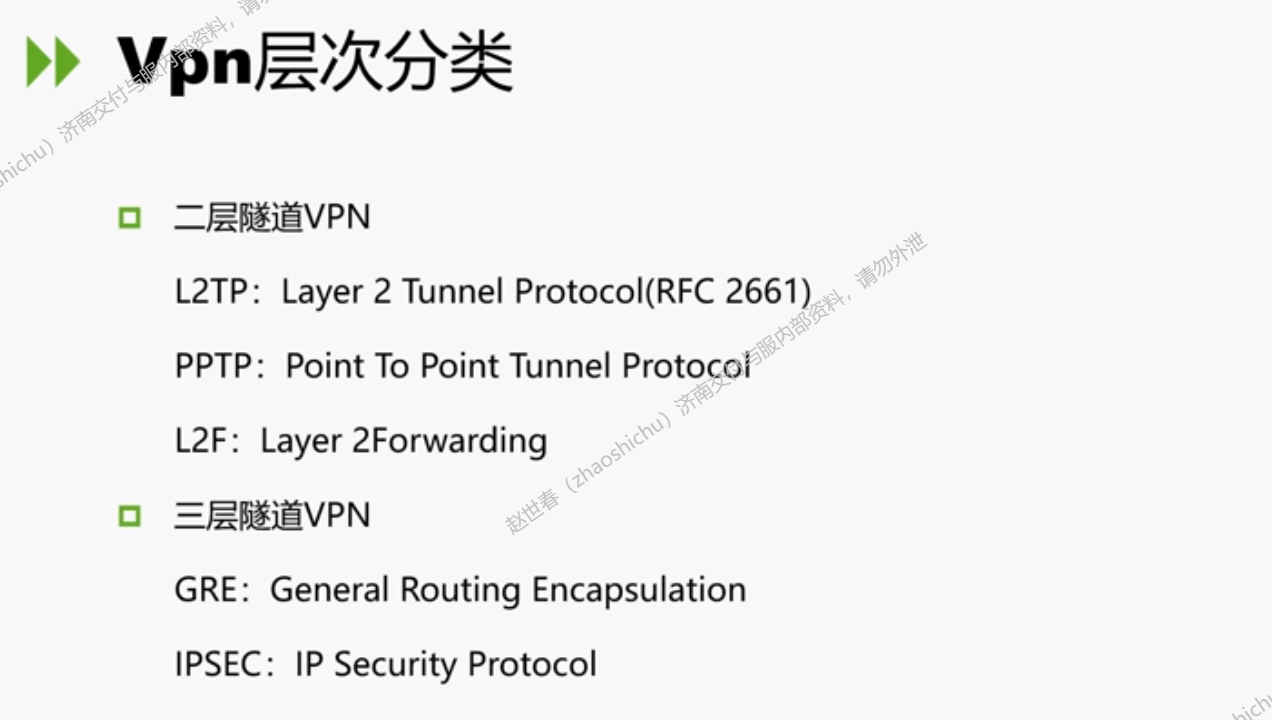 Vpn层次分类
二层隧道VPN
L2TP：Layer 2 Tunnel Protocol(RFC 2661)
PPTP：Point To Point Tunnel Protocol
L2F：Layer 2Forwarding
三层隧道VPN
GRE：General Routing Encapsulation
IPSEC：IP Security Protocol
shichu）济南交付与服内部资料，请
赵世春（zhaoshichu）济南交付与服内部资料，请勿外泄
shichu